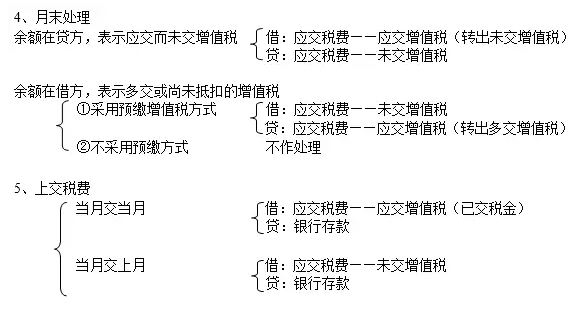 4、月末处理
余额在贷方，表示应交而未交增值税 借：应交税费——应交增值税（转出未交增值税）
贷：应交税费——未交增值税
余额在借方，表示多交或尚未抵扣的增值税
①采用预缴增值税方式 借：应交税费——未交增值税
贷：应交税费——应交增值税（转出多交增值税）
②不采用预缴方式 不作处理
5、上交税费
当月交当月 借：应交税费——应交增值税（已交税金）
贷：银行存款
当月交上月 借：应交税费——未交增值税
贷：银行存款